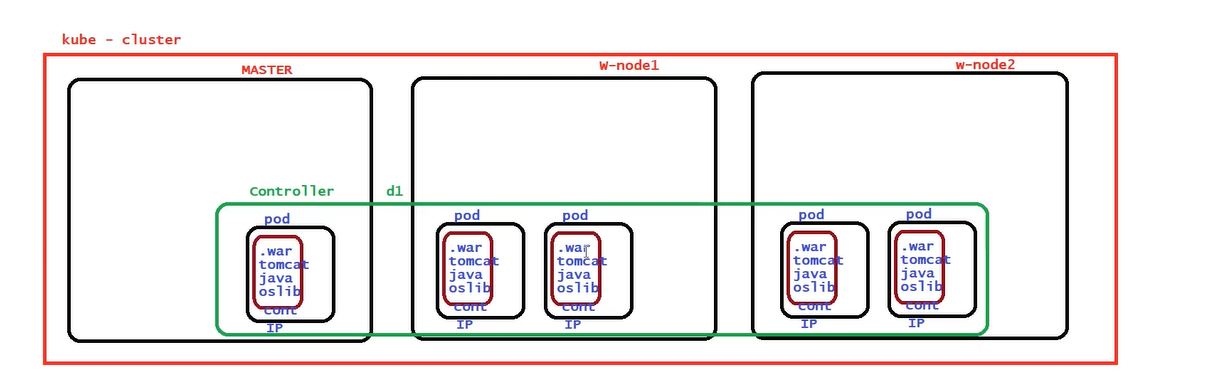 kube - cluster
MASTER
W-node1
w-node2
Controller d1
pod
.war
tomcat
java
oslib
cont
IP
pod
.war
tomcat
java
oslib
cont
IP
pod
.war
tomcat
java
oslib
cont
IP
pod
.war
tomcat
java
oslib
cont
IP
pod
.war
tomcat
java
oslib
cont
IP